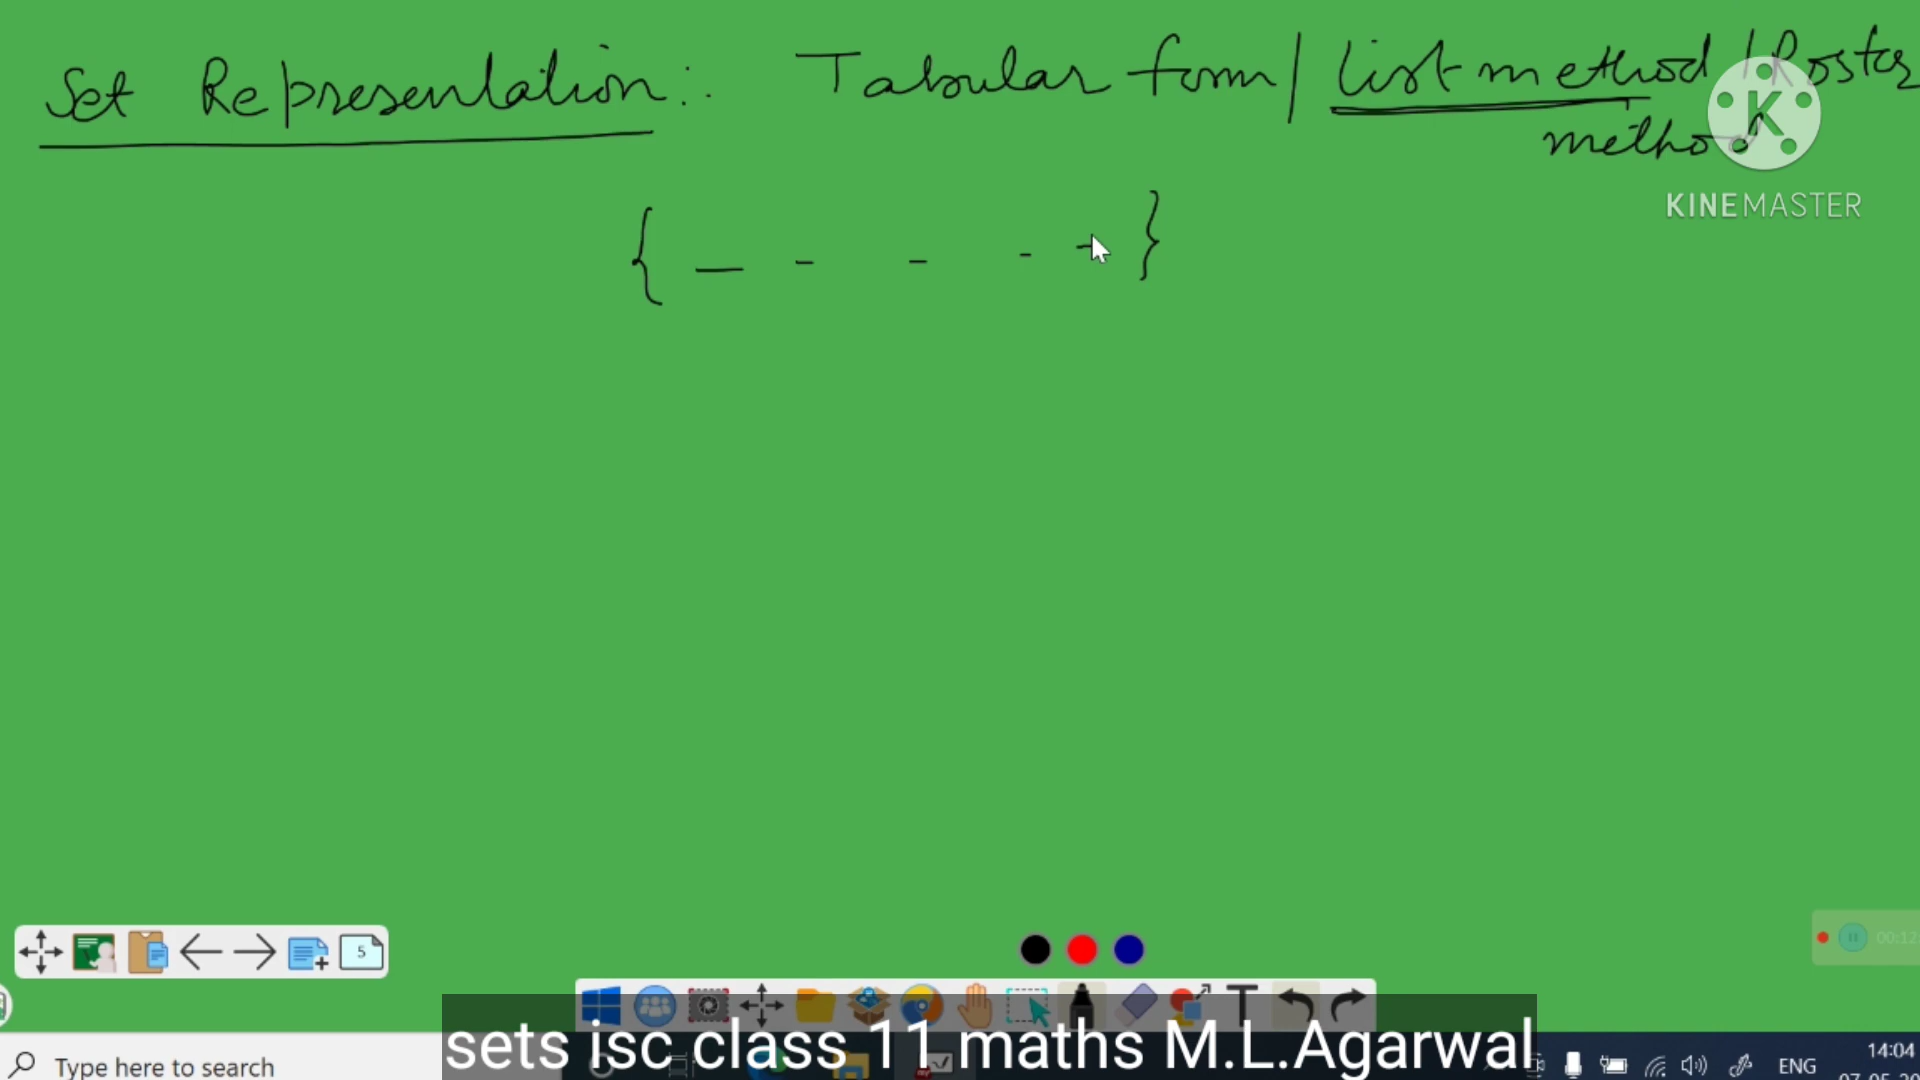 Set Representation:. Tabular form / List method / Roster
method
KINEMASTER
{ _ - - - - }
5
T
sets isc class 11 maths M.L.Agarwal
Type here to search
ENG
14:04